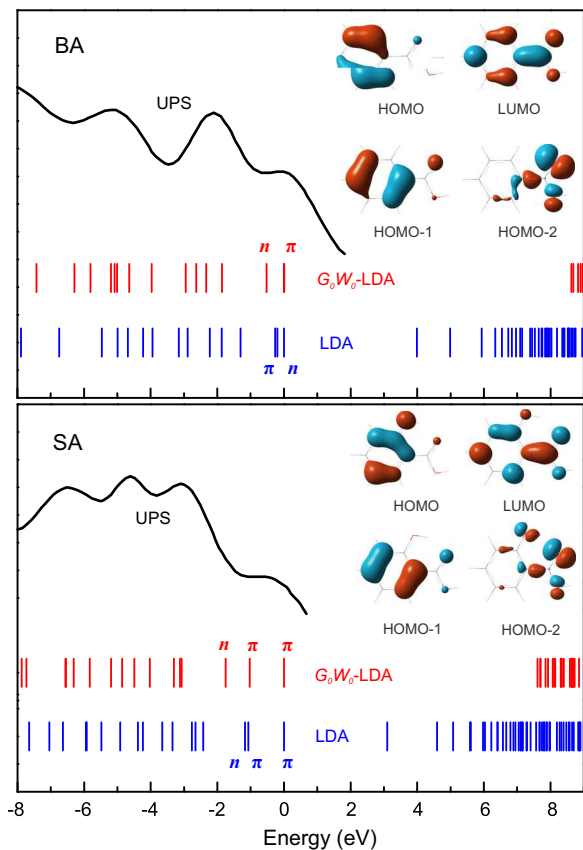 BA
UPS
HOMO LUMO
HOMO-1 HOMO-2
n π
G₀W₀-LDA
LDA
π n
SA
UPS
HOMO LUMO
HOMO-1 HOMO-2
n π π
G₀W₀-LDA
LDA
n π π
-8 -6 -4 -2 0 2 4 6 8
Energy (eV)